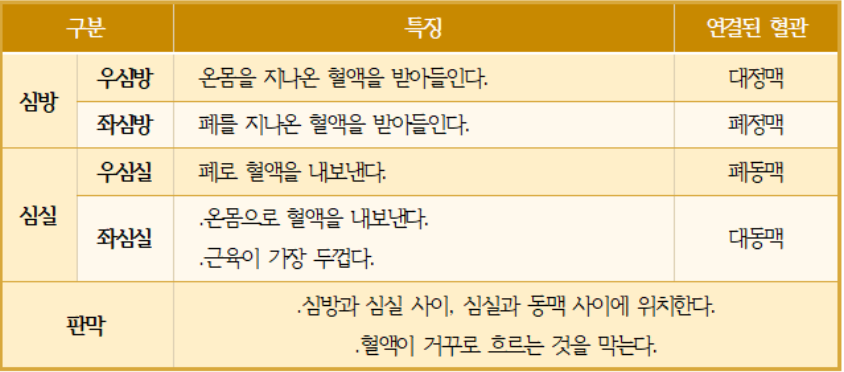 구분 특징 연결된 혈관
심방 우심방 온몸을 지나온 혈액을 받아들인다. 대정맥
좌심방 폐를 지나온 혈액을 받아들인다. 폐정맥
심실 우심실 폐로 혈액을 내보낸다. 폐동맥
좌심실 .온몸으로 혈액을 내보낸다. 대동맥
.근육이 가장 두껍다.
판막 .심방과 심실 사이, 심실과 동맥 사이에 위치한다.
.혈액이 거꾸로 흐르는 것을 막는다.